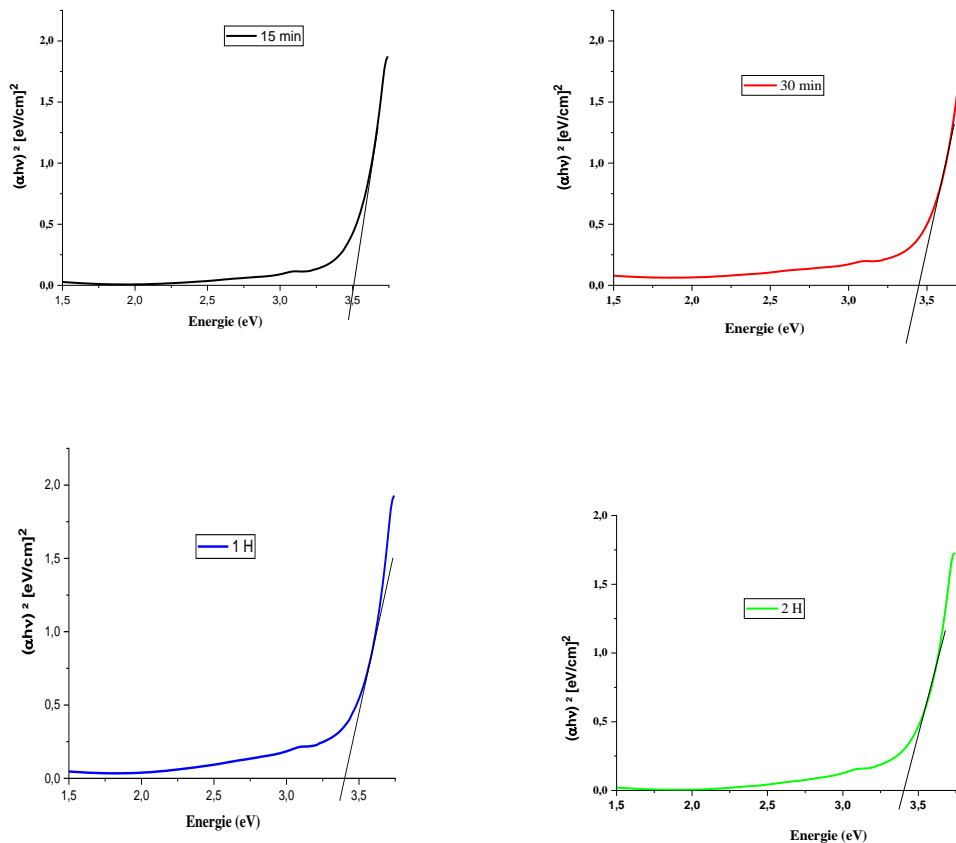 15 min
(αhν) ² [eV/cm]²
2,0
1,5
1,0
0,5
0,0
1,5 2,0 2,5 3,0 3,5
Energie (eV)
30 min
(αhν) ² [eV/cm]²
2,0
1,5
1,0
0,5
0,0
1,5 2,0 2,5 3,0 3,5
Energie (eV)
1 H
(αhν) ² [eV/cm]²
2,0
1,5
1,0
0,5
0,0
1,5 2,0 2,5 3,0 3,5
Energie (eV)
2 H
(αhν) ² [eV/cm]²
2,0
1,5
1,0
0,5
0,0
1,5 2,0 2,5 3,0 3,5
Energie (eV)